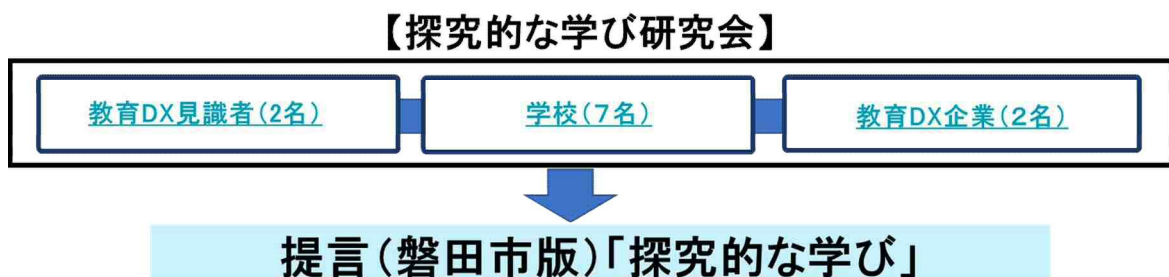 【探究的な学び研究会】
教育DX見識者(2名)
学校(7名)
教育DX企業(2名)
提言(磐田市版)「探究的な学び」